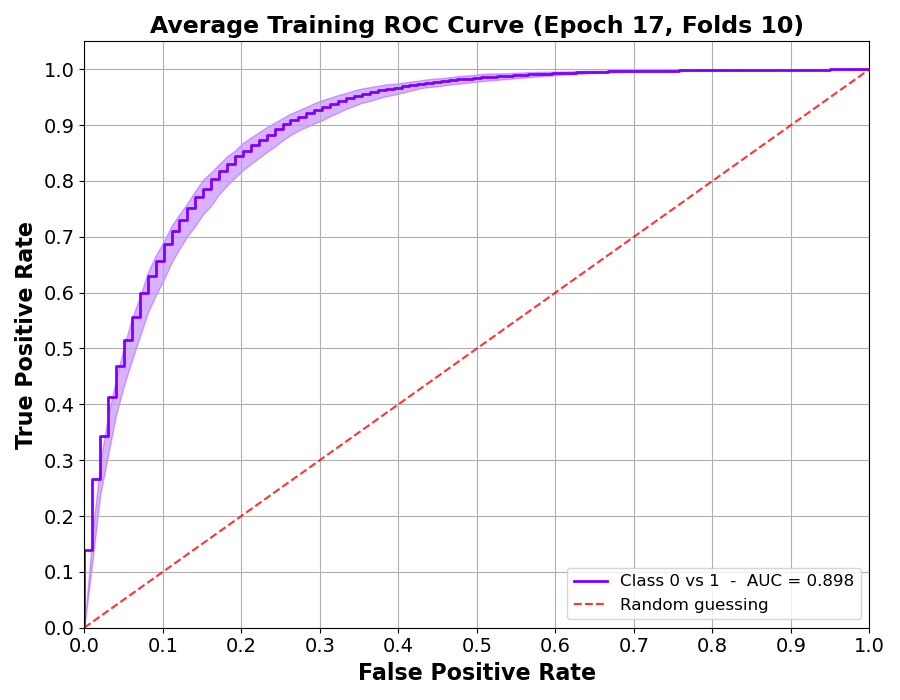 Average Training ROC Curve (Epoch 17, Folds 10)
True Positive Rate
1.0
0.9
0.8
0.7
0.6
0.5
0.4
0.3
0.2
0.1
0.0
Class 0 vs 1  -  AUC = 0.898
Random guessing
0.0 0.1 0.2 0.3 0.4 0.5 0.6 0.7 0.8 0.9 1.0
False Positive Rate